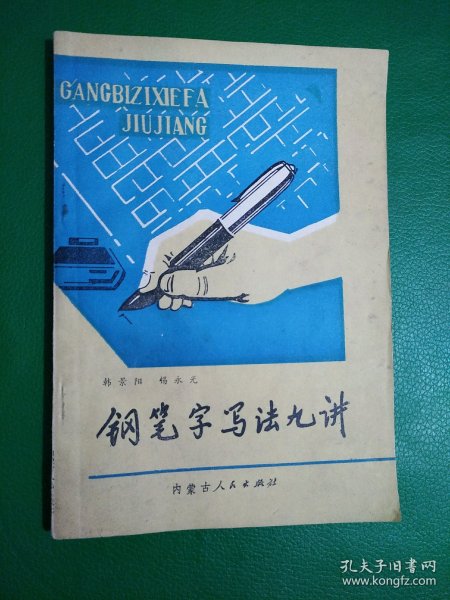 GANGBIZIXIEFA
JIUJIANG
韩景阳 杨永元
钢笔字写法九讲
内蒙古人民出版社
孔夫子旧书网
www.kongfz.com